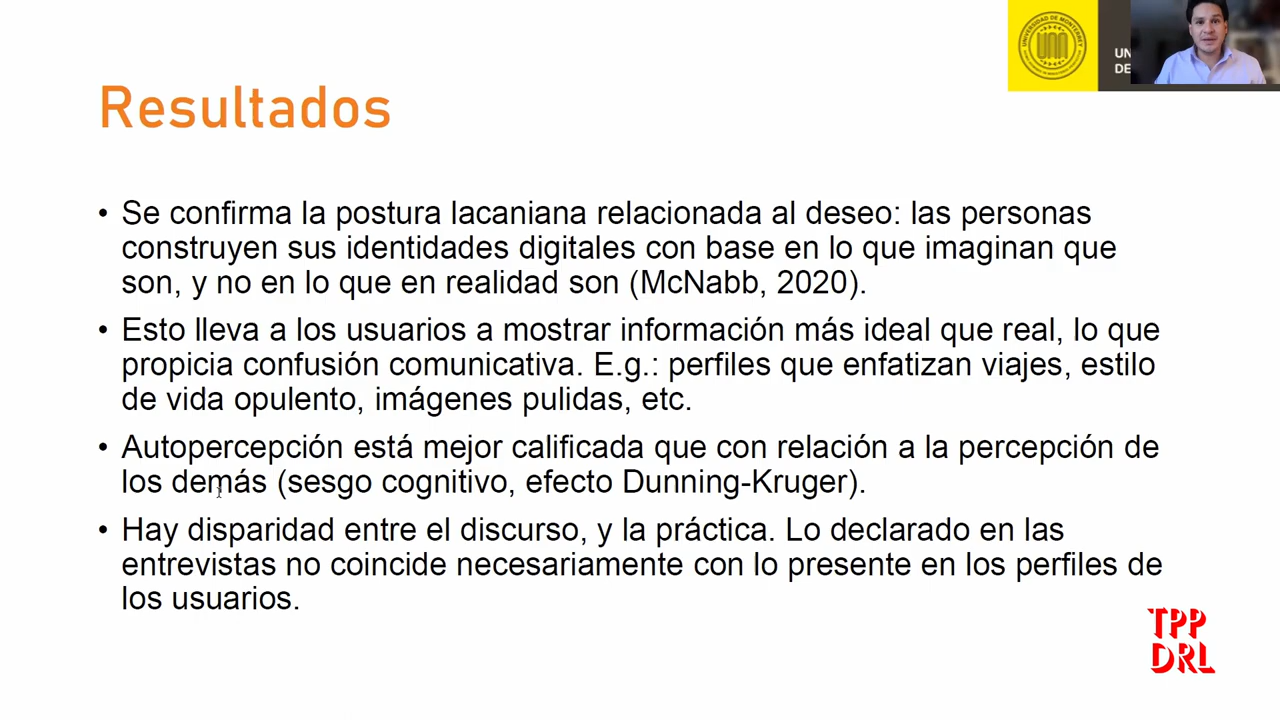 UNIVERSIDAD DE MONTERREY
UN
DE
Resultados
• Se confirma la postura lacaniana relacionada al deseo: las personas
construyen sus identidades digitales con base en lo que imaginan que
son, y no en lo que en realidad son (McNabb, 2020).
• Esto lleva a los usuarios a mostrar información más ideal que real, lo que
propicia confusión comunicativa. E.g.: perfiles que enfatizan viajes, estilo
de vida opulento, imágenes pulidas, etc.
• Autopercepción está mejor calificada que con relación a la percepción de
los demás (sesgo cognitivo, efecto Dunning-Kruger).
• Hay disparidad entre el discurso, y la práctica. Lo declarado en las
entrevistas no coincide necesariamente con lo presente en los perfiles de
los usuarios.
TPP
DRL